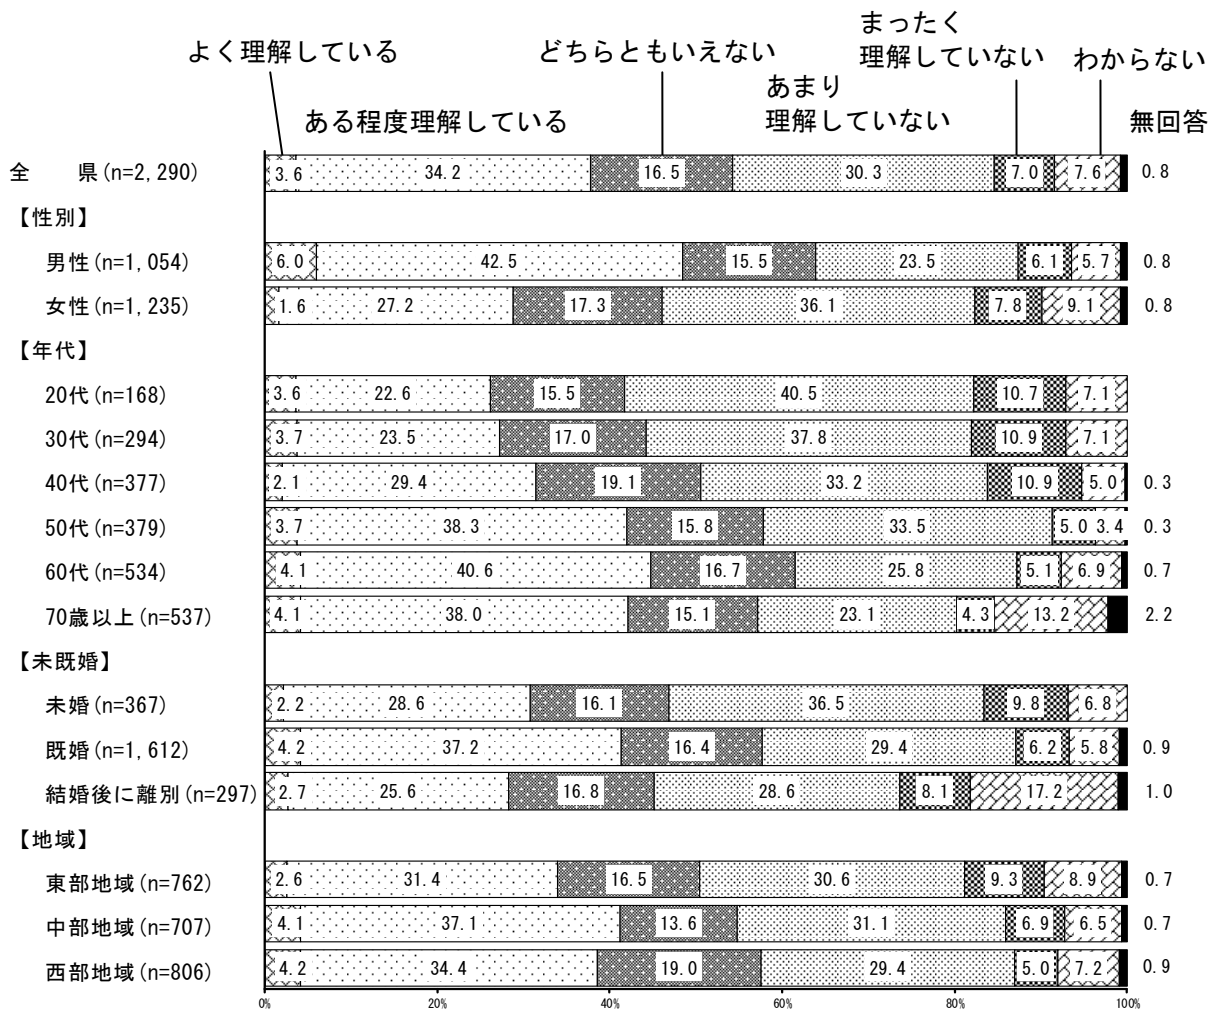 まったく
よく理解している どちらともいえない 理解していない わからない
あまり
ある程度理解している 理解していない 無回答
全　　県(n=2,290) 3.6 34.2 16.5 30.3 7.0 7.6 0.8
【性別】
男性(n=1,054) 6.0 42.5 15.5 23.5 6.1 5.7 0.8
女性(n=1,235) 1.6 27.2 17.3 36.1 7.8 9.1 0.8
【年代】
20代(n=168) 3.6 22.6 15.5 40.5 10.7 7.1
30代(n=294) 3.7 23.5 17.0 37.8 10.9 7.1
40代(n=377) 2.1 29.4 19.1 33.2 10.9 5.0 0.3
50代(n=379) 3.7 38.3 15.8 33.5 5.0 3.4 0.3
60代(n=534) 4.1 40.6 16.7 25.8 5.1 6.9 0.7
70歳以上(n=537) 4.1 38.0 15.1 23.1 4.3 13.2 2.2
【未既婚】
未婚(n=367) 2.2 28.6 16.1 36.5 9.8 6.8
既婚(n=1,612) 4.2 37.2 16.4 29.4 6.2 5.8 0.9
結婚後に離別(n=297) 2.7 25.6 16.8 28.6 8.1 17.2 1.0
【地域】
東部地域(n=762) 2.6 31.4 16.5 30.6 9.3 8.9 0.7
中部地域(n=707) 4.1 37.1 13.6 31.1 6.9 6.5 0.7
西部地域(n=806) 4.2 34.4 19.0 29.4 5.0 7.2 0.9
0% 20% 40% 60% 80% 100%